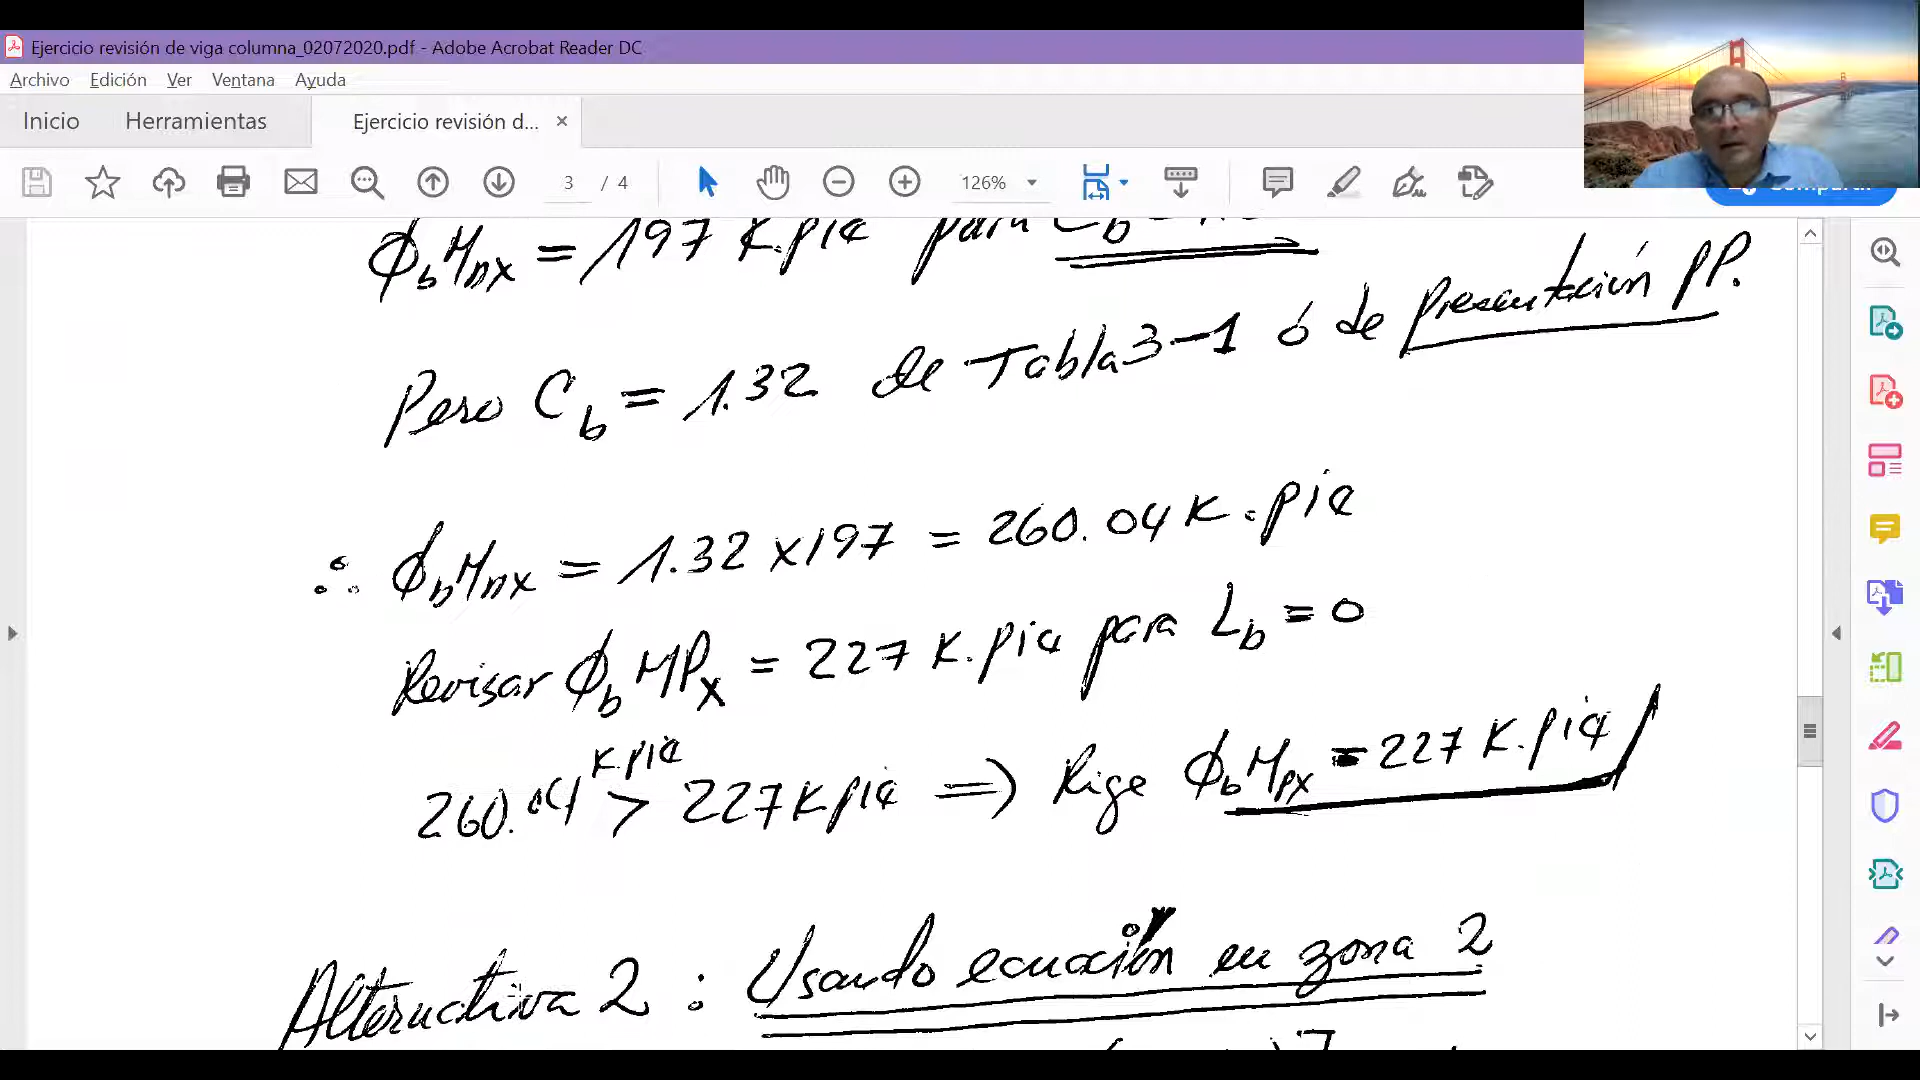 Ejercicio revisión de viga columna_02072020.pdf - Adobe Acrobat Reader DC
Archivo Edición Ver Ventana Ayuda
Inicio Herramientas Ejercicio revisión d... ×
3 / 4 126%
ϕbMnx = 197 K.pie para Cb =
Pero Cb = 1.32 de Tabla 3-1 ó de presentación PP.
∴ ϕbMnx = 1.32 x 197 = 260.04 K.pie
Revisar ϕbMPx = 227 K.pie para Lb = 0
260.04 K.pie > 227 K pie => Rige ϕbMpx = 227 K.pie
Alternativa 2 : Usando ecuación en zona 2